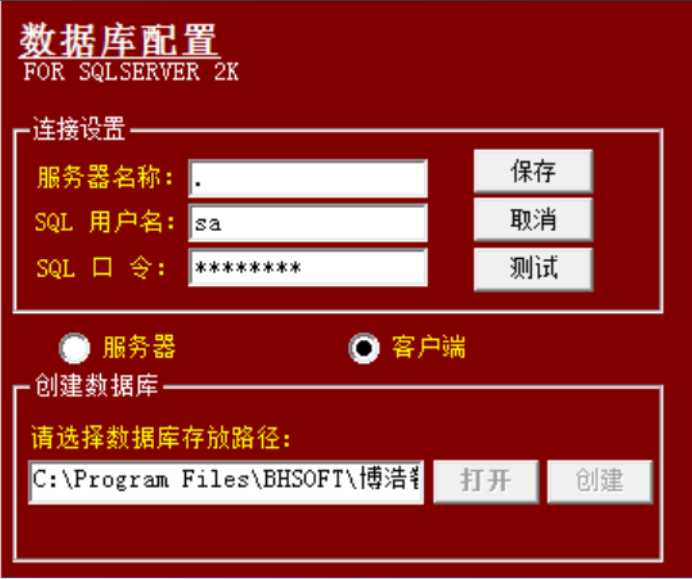 数据库配置
FOR SQLSERVER 2K
连接设置
服务器名称: .
保存
SQL 用户名: sa
取消
SQL 口 令: ********
测试
服务器
客户端
创建数据库
请选择数据库存放路径:
C:\Program Files\BHSOFT\博浩
打开
创建